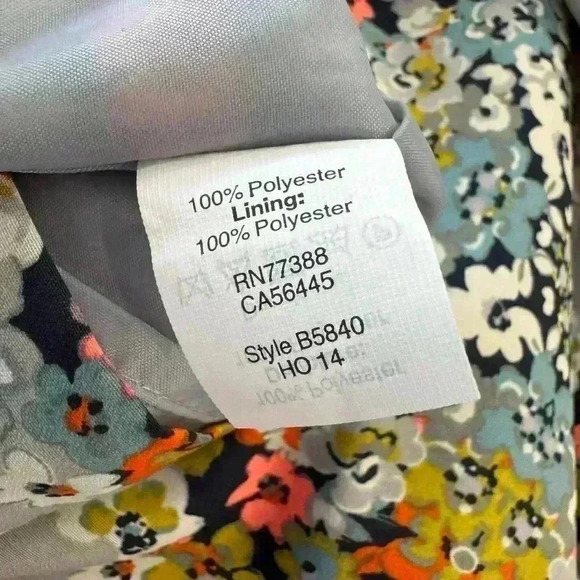 100% Polyester
Lining:
100% Polyester
RN77388
CA56445
Style B5840
HO 14